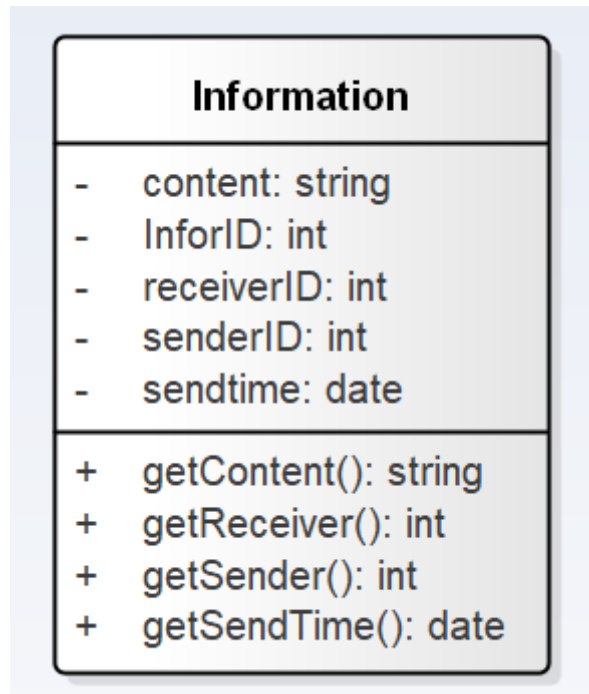 Information
- content: string
- InforID: int
- receiverID: int
- senderID: int
- sendtime: date
+ getContent(): string
+ getReceiver(): int
+ getSender(): int
+ getSendTime(): date